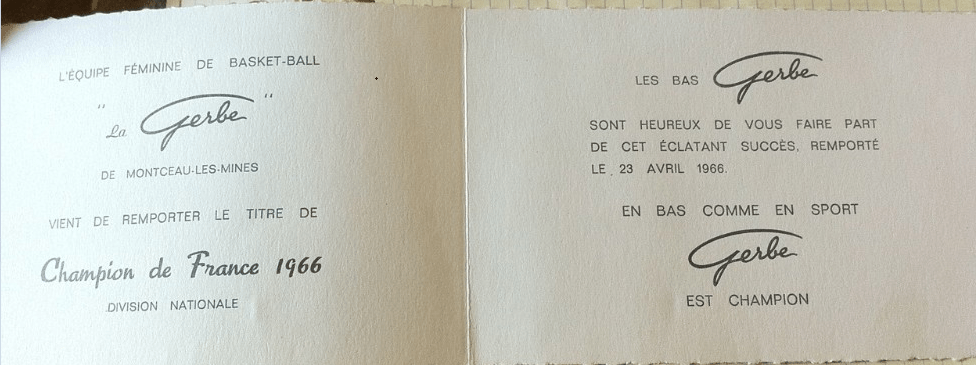 L'ÉQUIPE FÉMININE DE BASKET-BALL
" La Gerbe "
DE MONTCEAU-LES-MINES
VIENT DE REMPORTER LE TITRE DE
Champion de France 1966
DIVISION NATIONALE
LES BAS Gerbe
SONT HEUREUX DE VOUS FAIRE PART
DE CET ÉCLATANT SUCCÈS, REMPORTÉ
LE 23 AVRIL 1966.
EN BAS COMME EN SPORT
Gerbe
EST CHAMPION